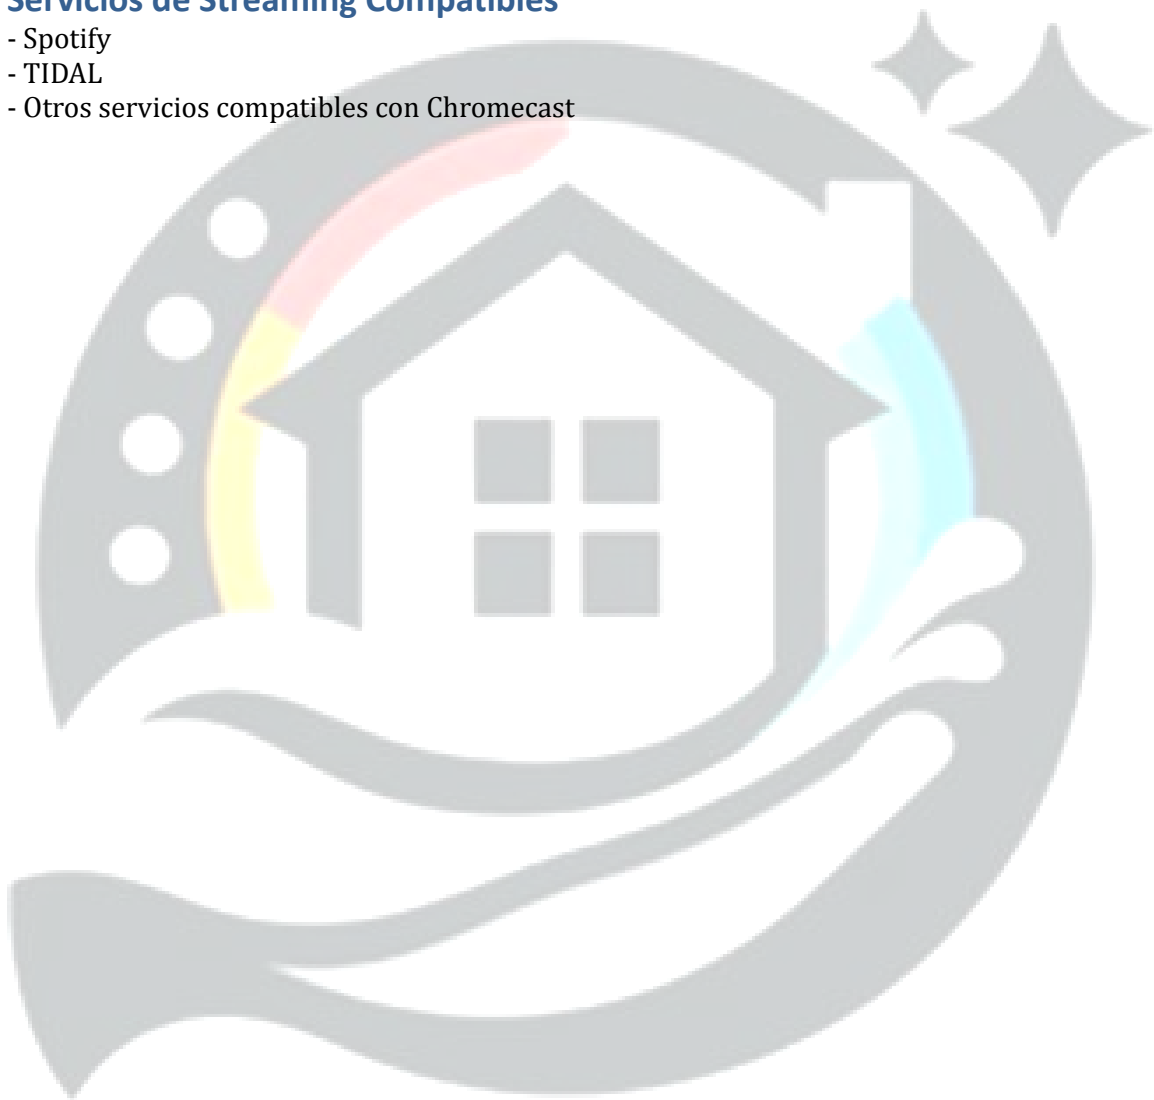 Servicios de Streaming Compatibles
- Spotify
- TIDAL
- Otros servicios compatibles con Chromecast